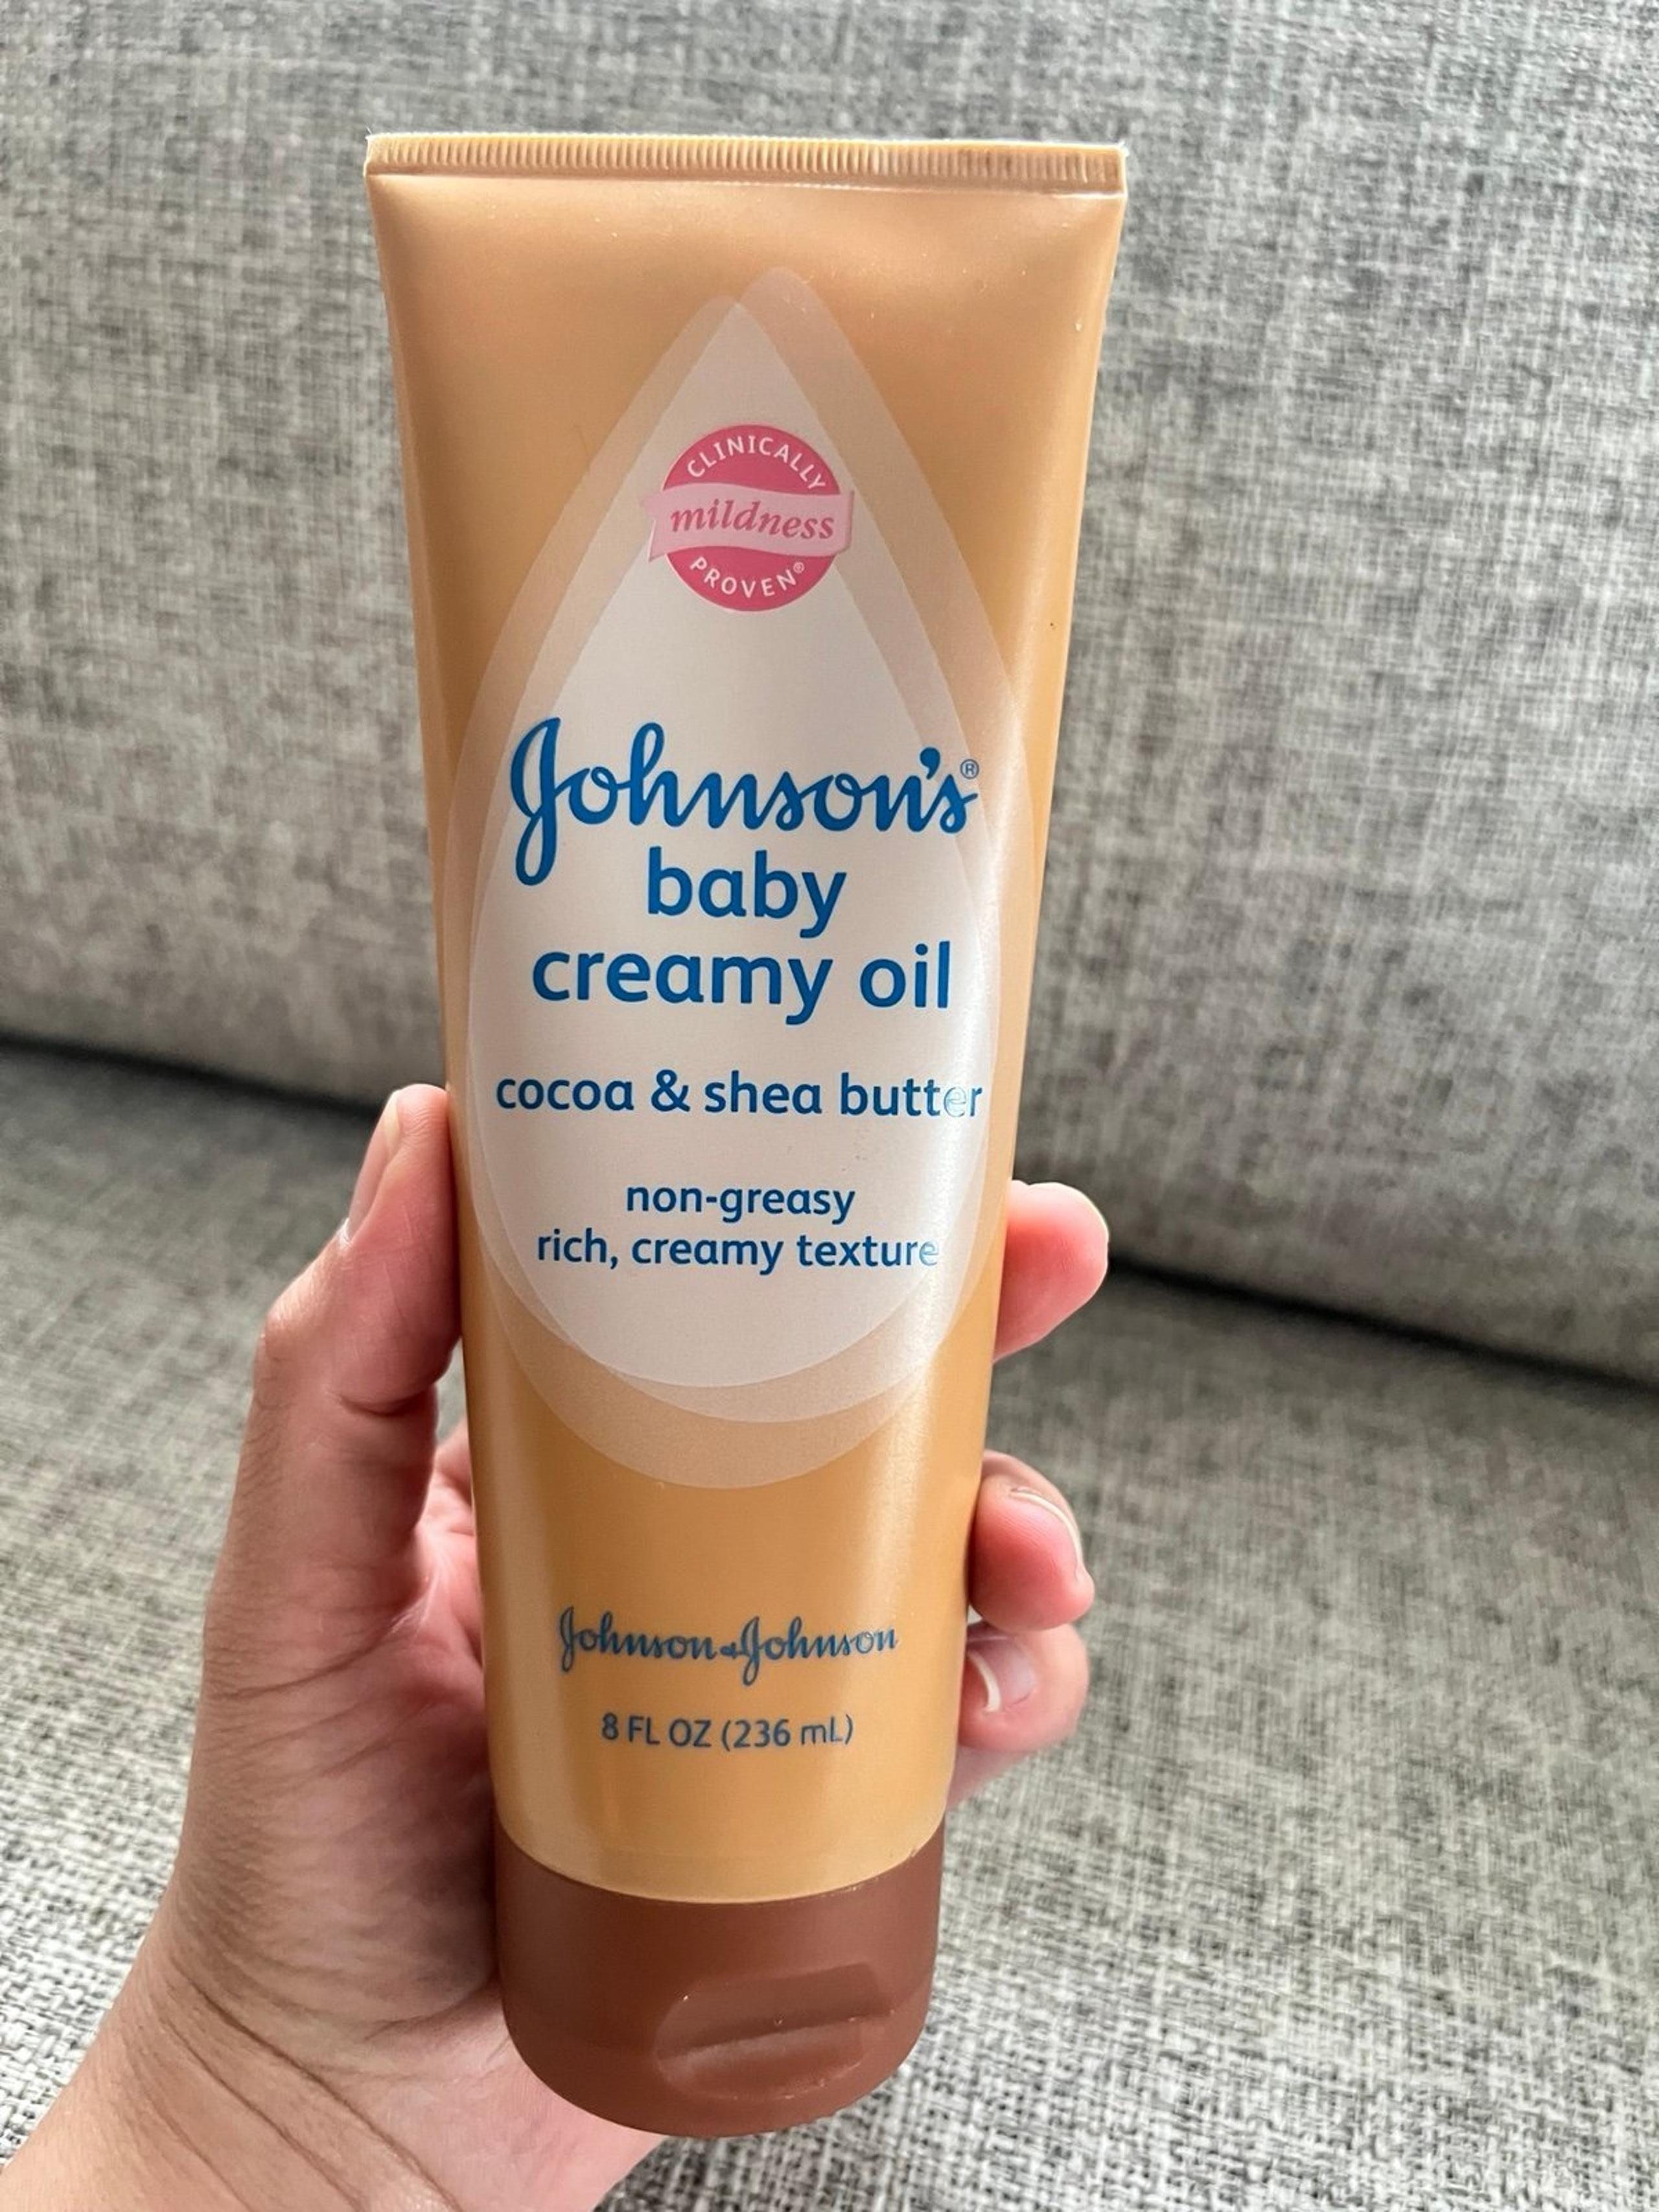 CLINICALLY
mildness
PROVEN®
Johnson's®
baby
creamy oil
cocoa & shea butter
non-greasy
rich, creamy texture
Johnson & Johnson
8 FL OZ (236 mL)